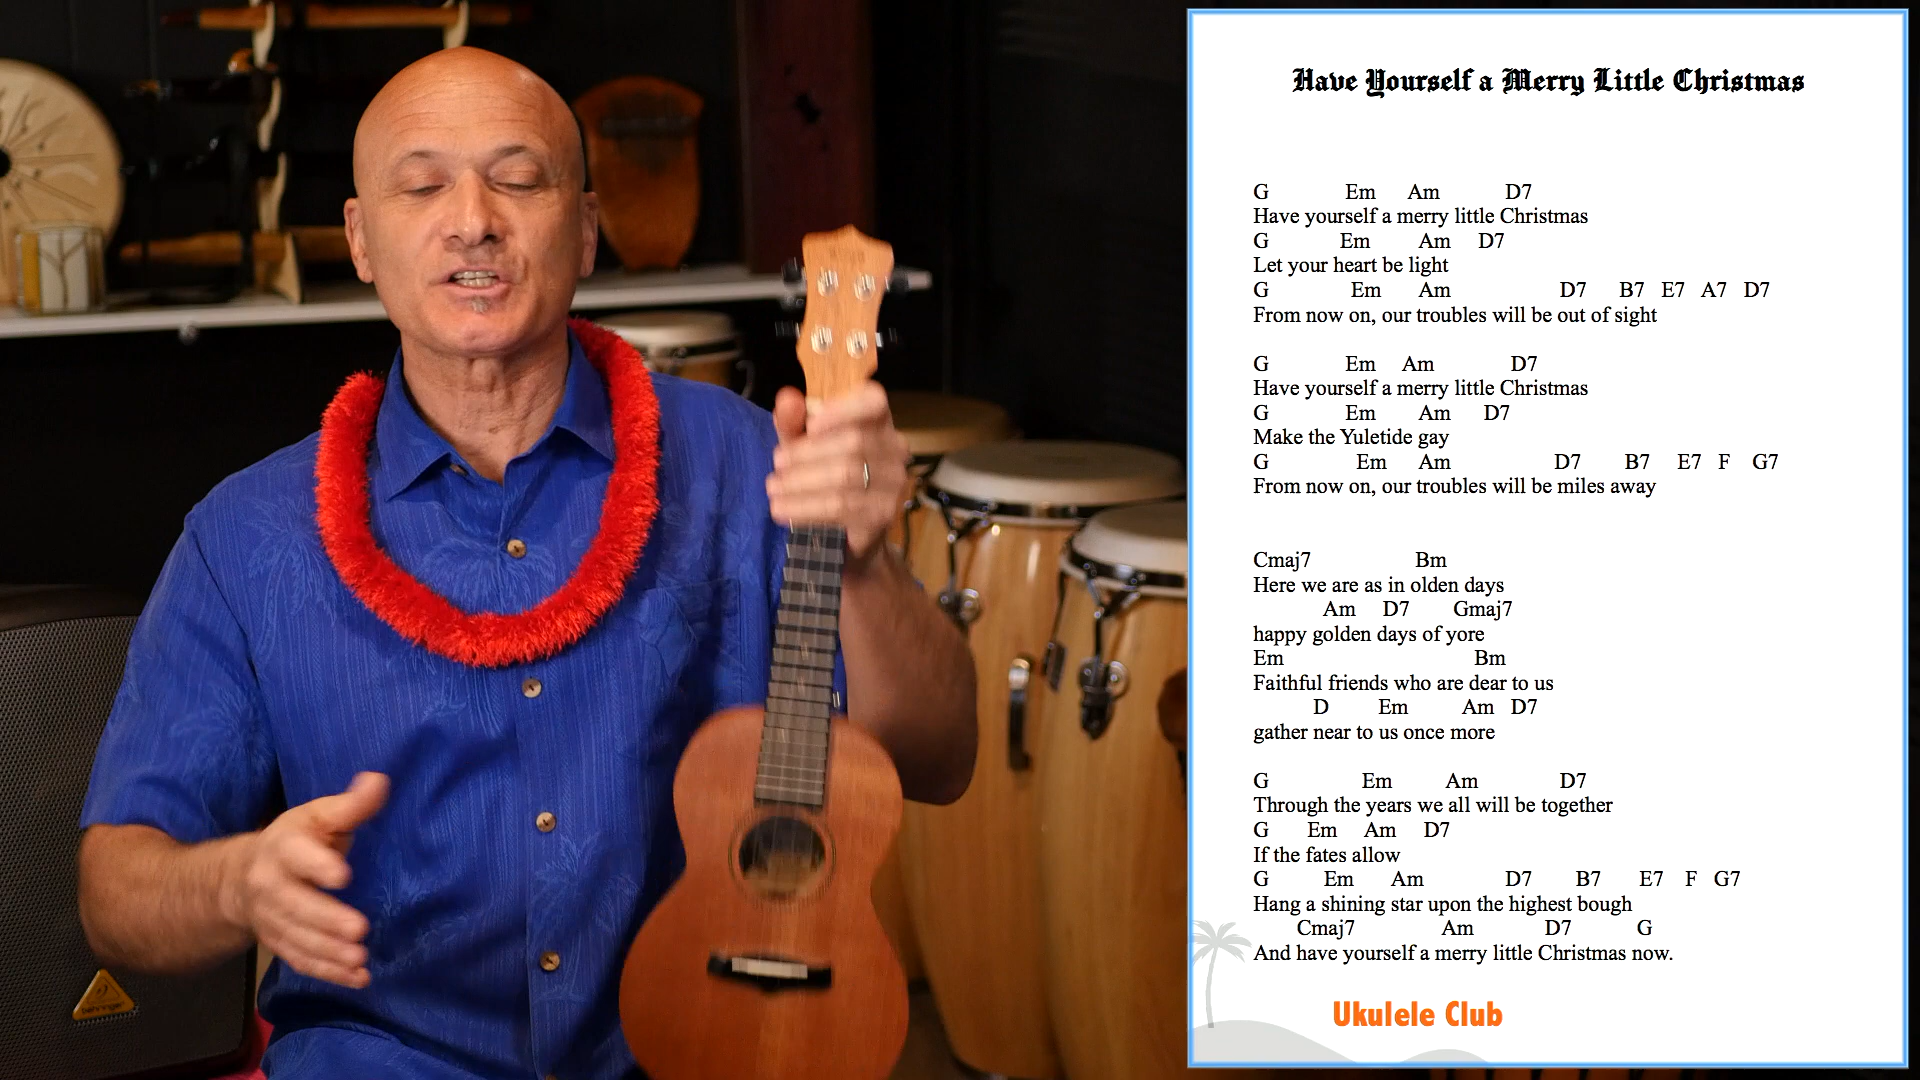 Have Yourself a Merry Little Christmas
G Em Am D7
Have yourself a merry little Christmas
G Em Am D7
Let your heart be light
G Em Am D7 B7 E7 A7 D7
From now on, our troubles will be out of sight
G Em Am D7
Have yourself a merry little Christmas
G Em Am D7
Make the Yuletide gay
G Em Am D7 B7 E7 F G7
From now on, our troubles will be miles away
Cmaj7 Bm
Here we are as in olden days
Am D7 Gmaj7
happy golden days of yore
Em Bm
Faithful friends who are dear to us
D Em Am D7
gather near to us once more
G Em Am D7
Through the years we all will be together
G Em Am D7
If the fates allow
G Em Am D7 B7 E7 F G7
Hang a shining star upon the highest bough
Cmaj7 Am D7 G
And have yourself a merry little Christmas now.
Ukulele Club
behringer